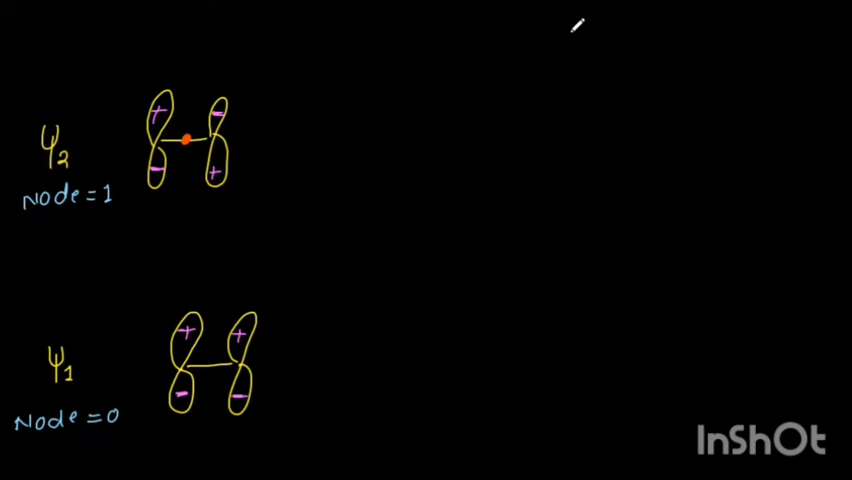 + -
ψ2
- +
Node = 1
+ +
ψ1
- -
Node = 0
InShOt